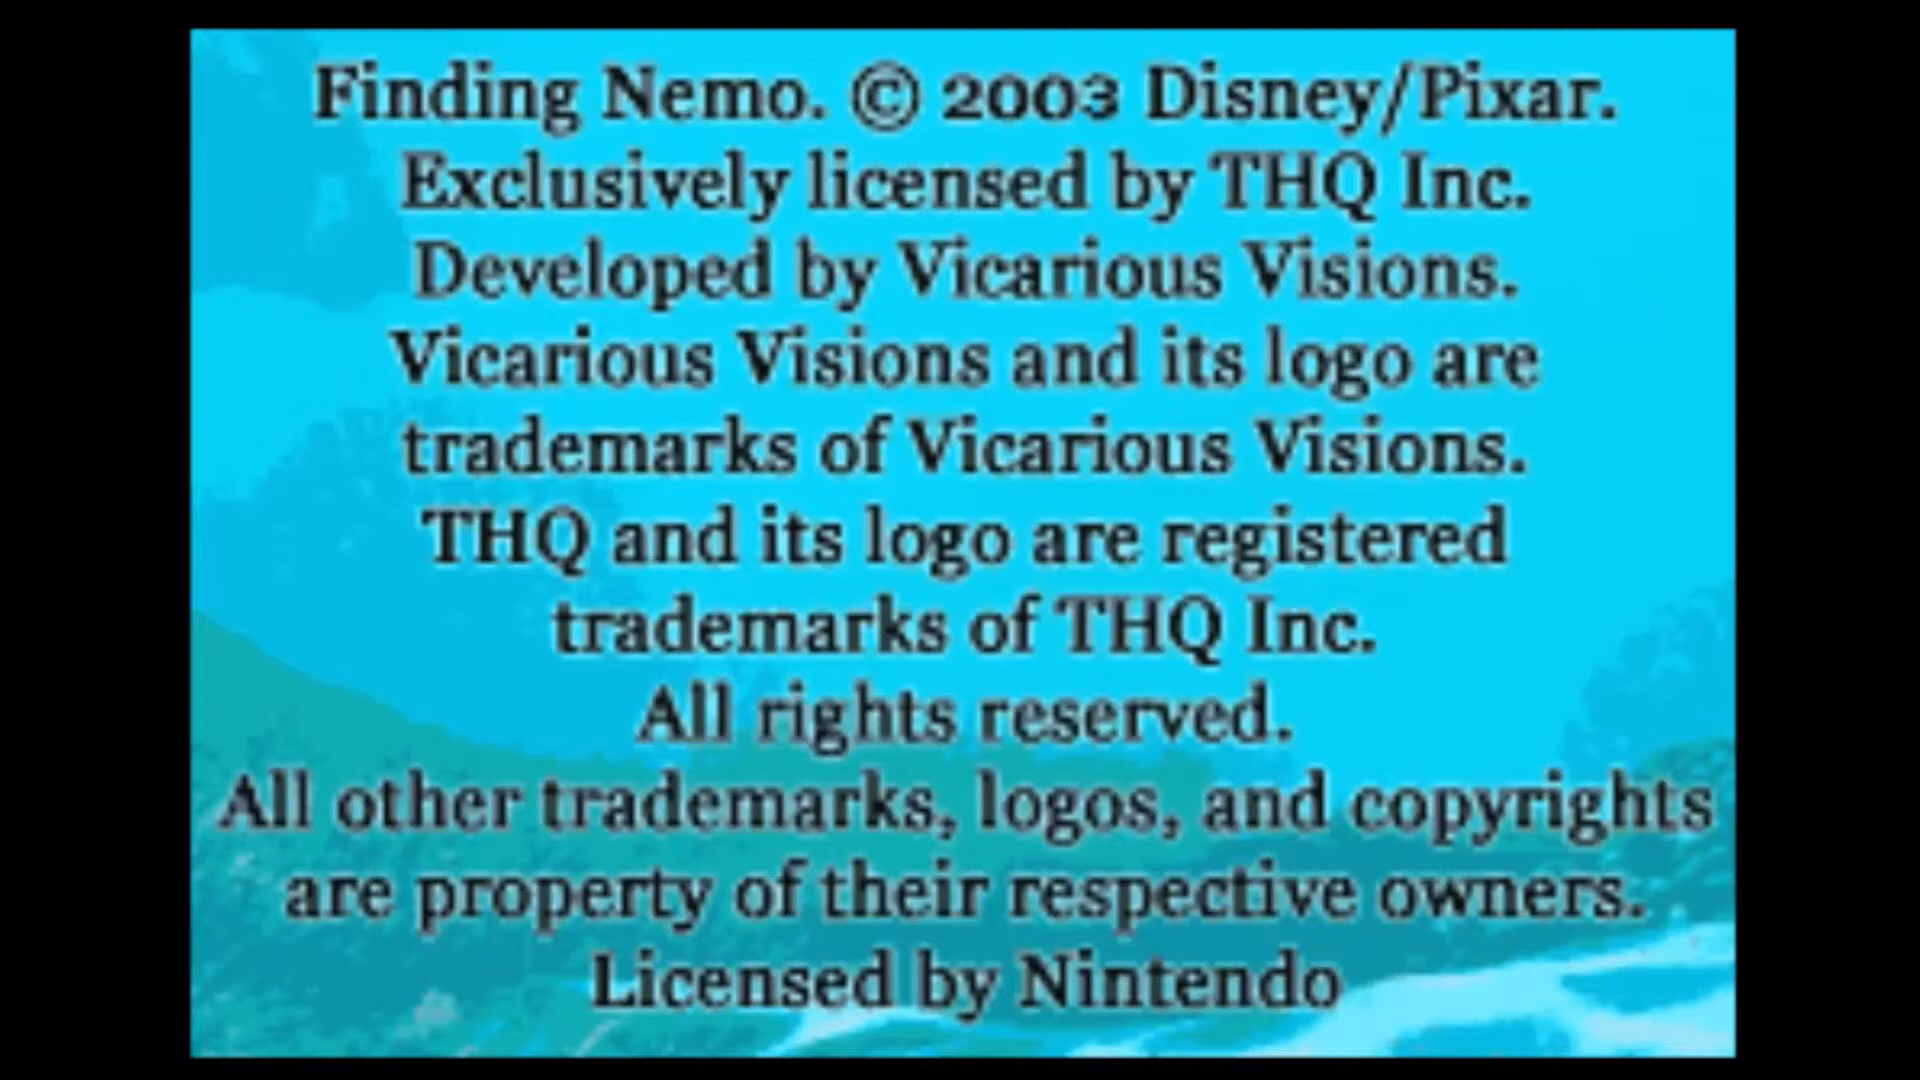 Finding Nemo. © 2003 Disney/Pixar.
Exclusively licensed by THQ Inc.
Developed by Vicarious Visions.
Vicarious Visions and its logo are
trademarks of Vicarious Visions.
THQ and its logo are registered
trademarks of THQ Inc.
All rights reserved.
All other trademarks, logos, and copyrights
are property of their respective owners.
Licensed by Nintendo